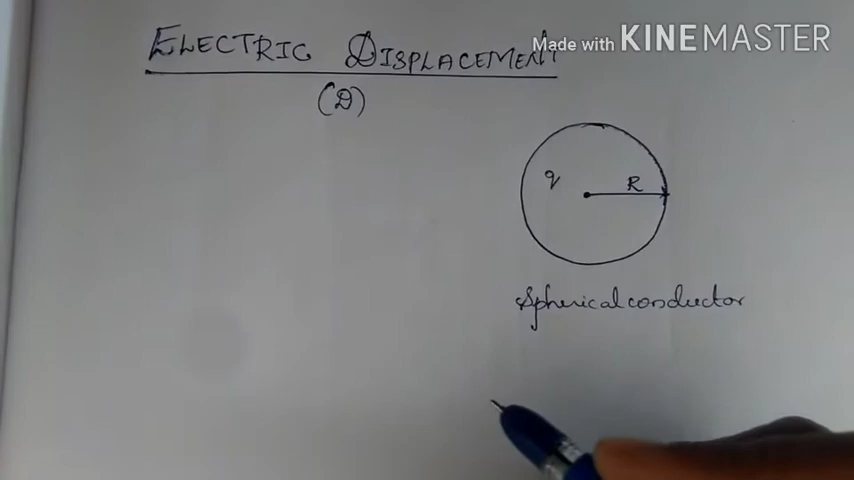 ELECTRIC DISPLACEMENT
Made with KINEMASTER
(D)
q
R
Spherical conductor